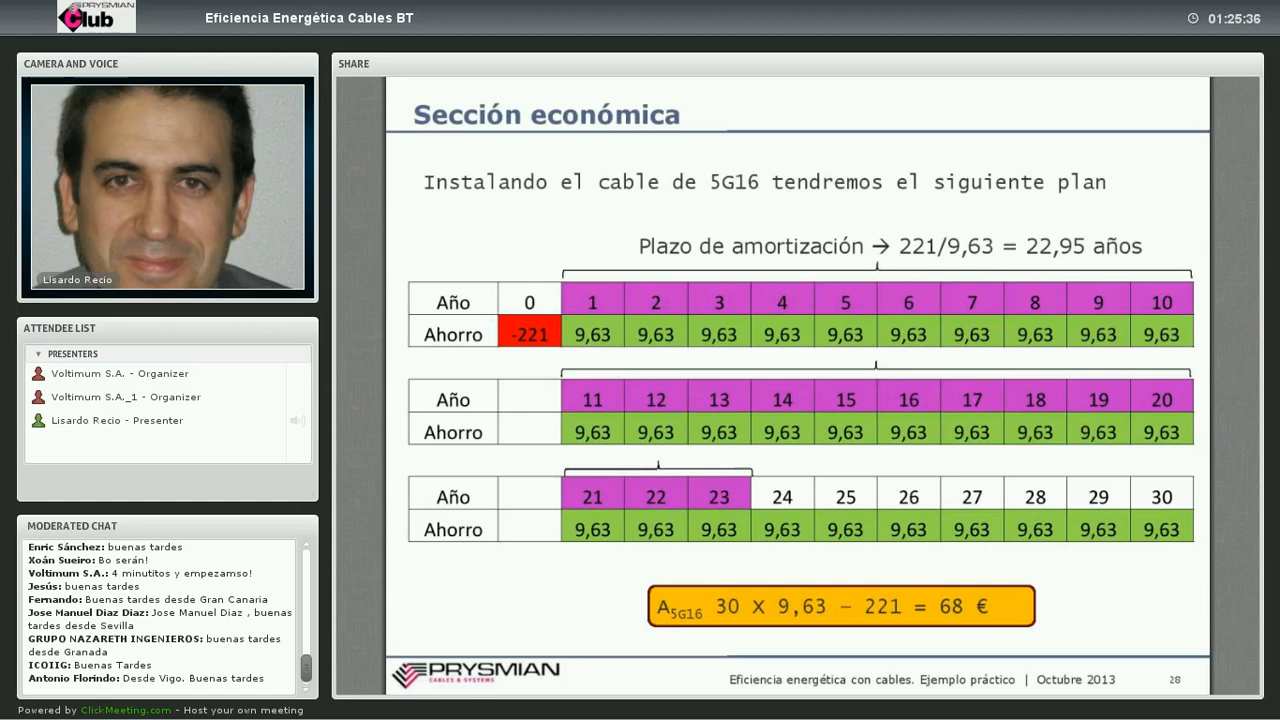 PRYSMIAN
Club
Eficiencia Energética Cables BT
01:25:36
CAMERA AND VOICE
Lisardo Recio
ATTENDEE LIST
PRESENTERS
Voltimum S.A. - Organizer
Voltimum S.A._1 - Organizer
Lisardo Recio - Presenter
MODERATED CHAT
Enric Sánchez: buenas tardes
Xoán Sueiro: Bo serán!
Voltimum S.A.: 4 minutitos y empezamso!
Jesús: buenas tardes
Fernando: Buenas tardes desde Gran Canaria
Jose Manuel Diaz Diaz: Jose Manuel Diaz , buenas
tardes desde Sevilla
GRUPO NAZARETH INGENIEROS: buenas tardes
desde Granada
ICOIIG: Buenas Tardes
Antonio Florindo: Desde Vigo. Buenas tardes
Powered by ClickMeeting.com - Host your own meeting
SHARE
Sección económica
Instalando el cable de 5G16 tendremos el siguiente plan
Plazo de amortización → 221/9,63 = 22,95 años
Año 0 1 2 3 4 5 6 7 8 9 10
Ahorro -221 9,63 9,63 9,63 9,63 9,63 9,63 9,63 9,63 9,63 9,63
Año 11 12 13 14 15 16 17 18 19 20
Ahorro 9,63 9,63 9,63 9,63 9,63 9,63 9,63 9,63 9,63 9,63
Año 21 22 23 24 25 26 27 28 29 30
Ahorro 9,63 9,63 9,63 9,63 9,63 9,63 9,63 9,63 9,63 9,63
A5G16 30 X 9,63 – 221 = 68 €
PRYSMIAN
CABLES & SYSTEMS
Eficiencia energética con cables. Ejemplo práctico | Octubre 2013
28